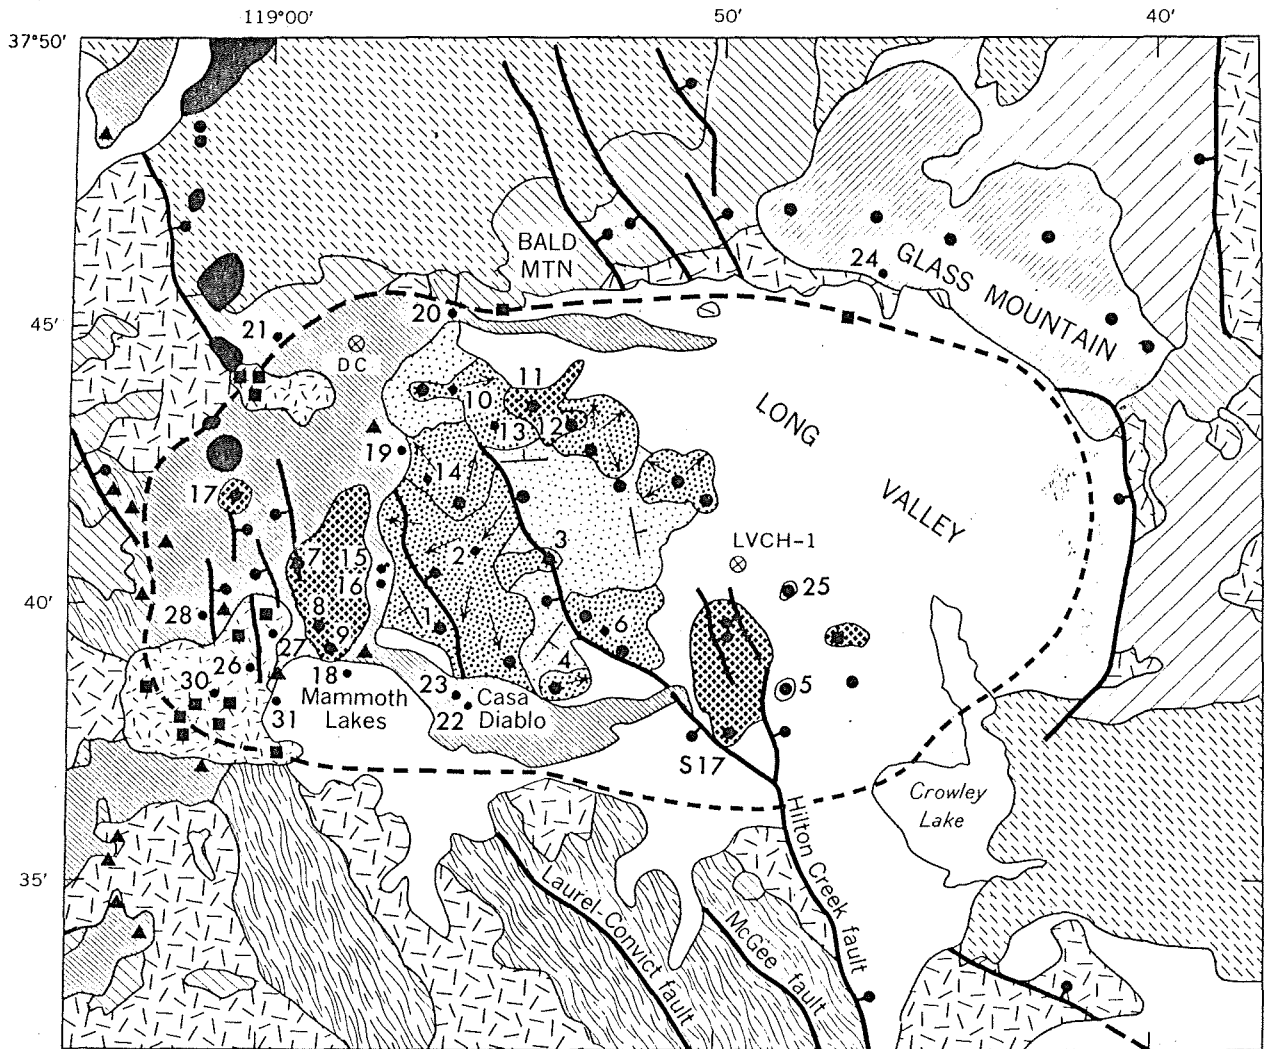 119°00′
50′
40′
37°50′
BALD
MTN
24
GLASS MOUNTAIN
45′
21
20
DC
11
10
12
13
LONG
VALLEY
19
14
17
LVCH-1
2
3
7
15
16
25
40′
28
8
1
6
27
9
26
4
5
30
18
Mammoth
Lakes
23
Casa
Diablo
31
22
S17
Crowley
Lake
Hilton Creek fault
35′
Laurel-Convict fault
McGee fault